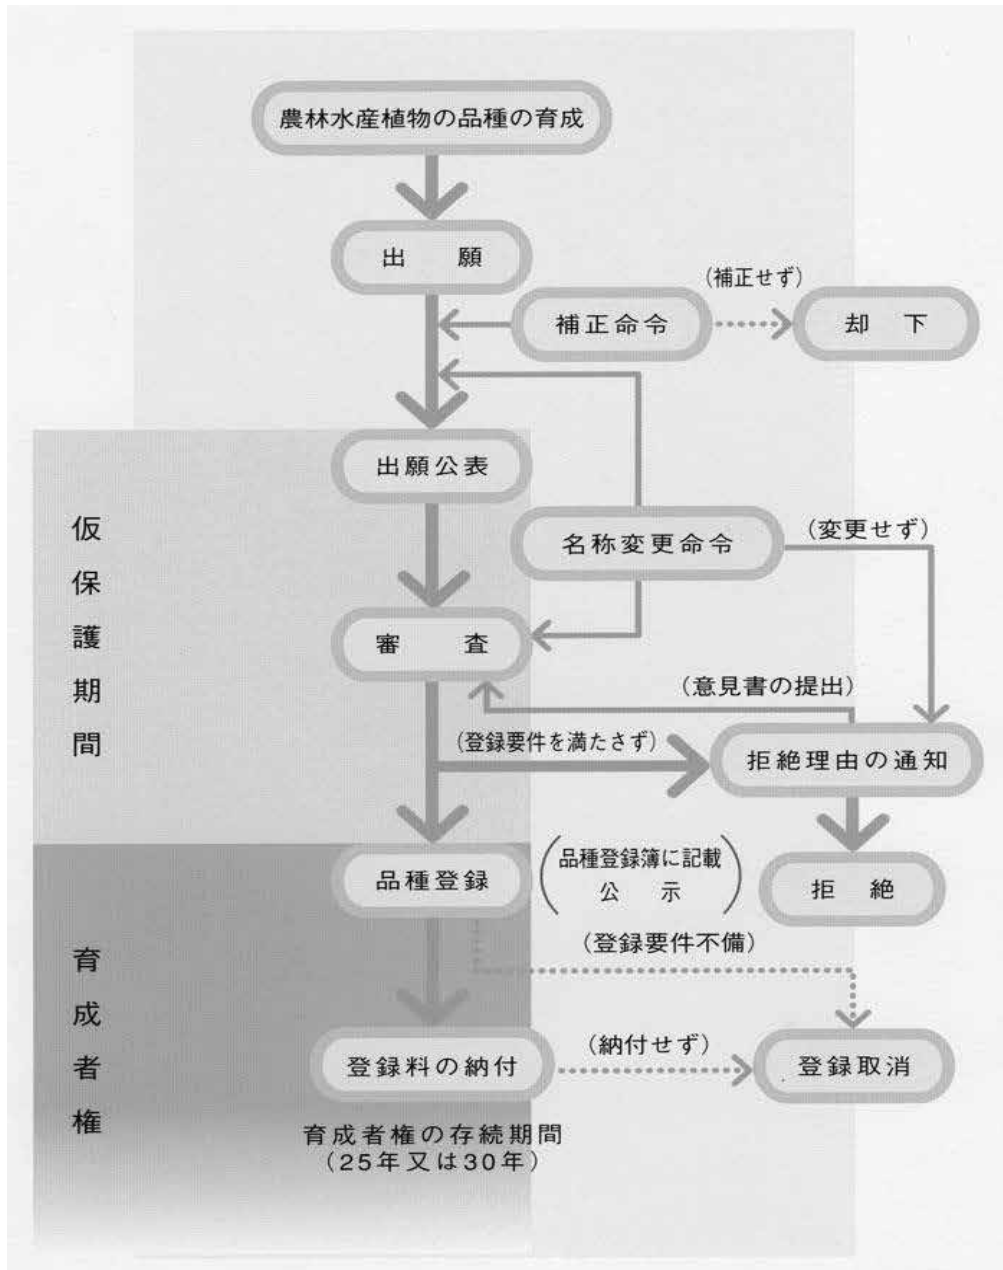 農林水産植物の品種の育成
出　願
(補正せず)
補正命令
却　下
出願公表
仮保護期間
名称変更命令
(変更せず)
審　査
(意見書の提出)
(登録要件を満たさず)
拒絶理由の通知
品種登録
(品種登録簿に記載
公　示)
拒　絶
(登録要件不備)
育成者権
登録料の納付
(納付せず)
登録取消
育成者権の存続期間
(25年又は30年)